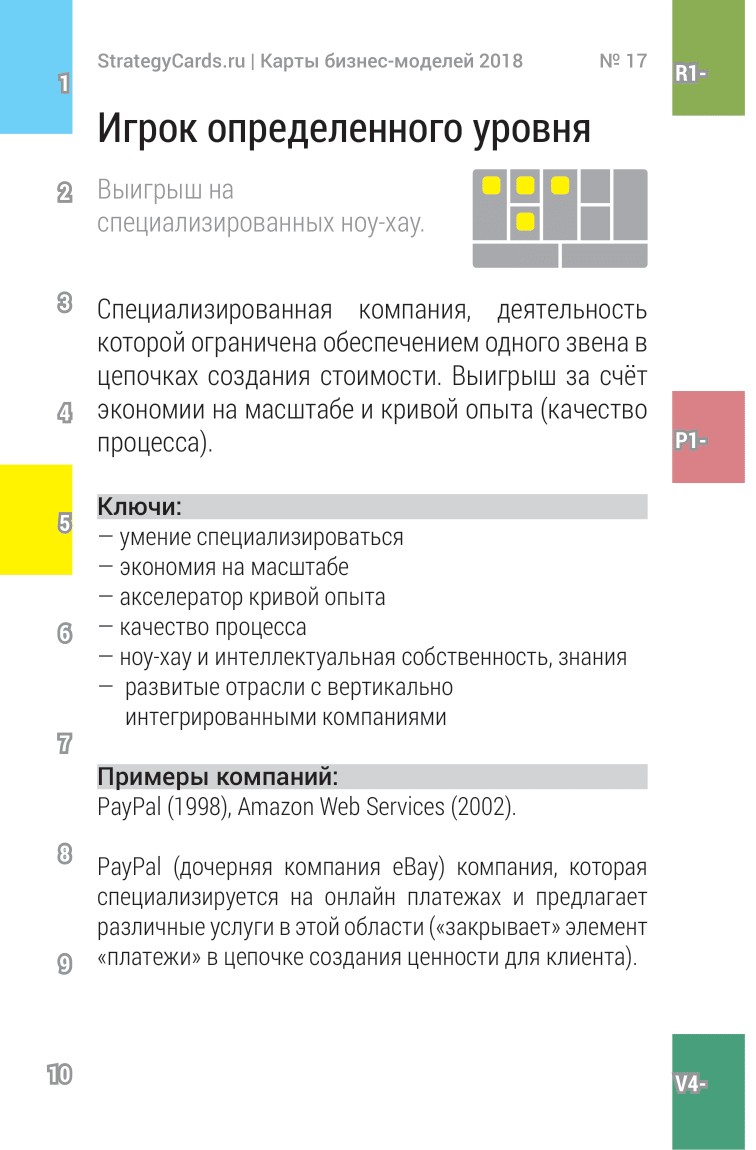 StrategyCards.ru | Карты бизнес-моделей 2018 № 17
Игрок определенного уровня
Выигрыш на
специализированных ноу-хау.
Специализированная компания, деятельность
которой ограничена обеспечением одного звена в
цепочках создания стоимости. Выигрыш за счёт
экономии на масштабе и кривой опыта (качество
процесса).
Ключи:
— умение специализироваться
— экономия на масштабе
— акселератор кривой опыта
— качество процесса
— ноу-хау и интеллектуальная собственность, знания
— развитые отрасли с вертикально
интегрированными компаниями
Примеры компаний:
PayPal (1998), Amazon Web Services (2002).
PayPal (дочерняя компания eBay) компания, которая
специализируется на онлайн платежах и предлагает
различные услуги в этой области («закрывает» элемент
«платежи» в цепочке создания ценности для клиента).
1
2
3
4
5
6
7
8
9
10
R1-
P1-
V4-